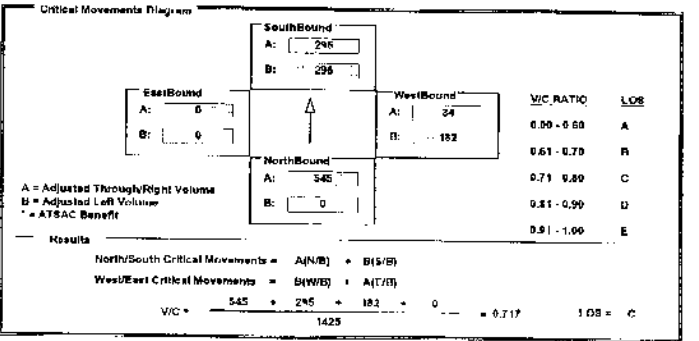 Critical Movements Diagram
SouthBound
A: 295
B: 295
EastBound
A: 0
B: 0
WestBound
A: 84
B: 182
NorthBound
A: 545
B: 0
V/C RATIO LOS
0.00 - 0.60 A
0.61 - 0.70 B
0.71 - 0.80 C
0.81 - 0.90 D
0.91 - 1.00 E
A = Adjusted Through/Right Volume
B = Adjusted Left Volume
* = ATSAC Benefit
Results
North/South Critical Movements = A(N/B) + B(S/B)
West/East Critical Movements = B(W/B) + A(E/B)
V/C = 545 + 295 + 182 + 0 = 0.717 LOS = C
1425